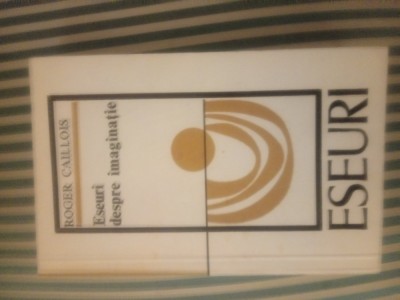 ROGER CAILLOIS
Eseuri
despre imaginație
ESEURI